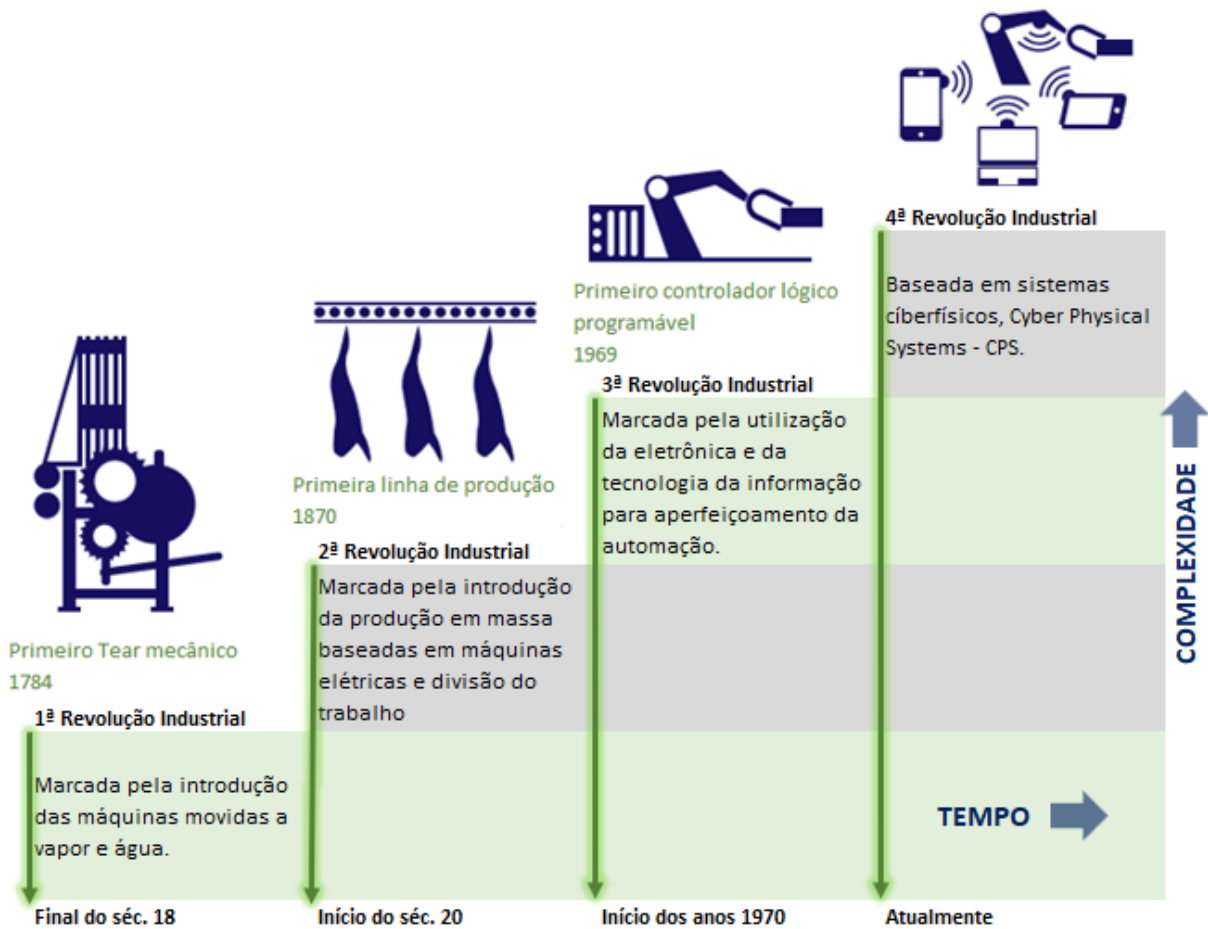 Primeiro Tear mecânico
1784
1ª Revolução Industrial
Marcada pela introdução
das máquinas movidas a
vapor e água.
Final do séc. 18
Primeira linha de produção
1870
2ª Revolução Industrial
Marcada pela introdução
da produção em massa
baseadas em máquinas
elétricas e divisão do
trabalho
Início do séc. 20
Primeiro controlador lógico
programável
1969
3ª Revolução Industrial
Marcada pela utilização
da eletrônica e da
tecnologia da informação
para aperfeiçoamento da
automação.
Início dos anos 1970
4ª Revolução Industrial
Baseada em sistemas
cíberfísicos, Cyber Physical
Systems - CPS.
Atualmente
TEMPO
COMPLEXIDADE